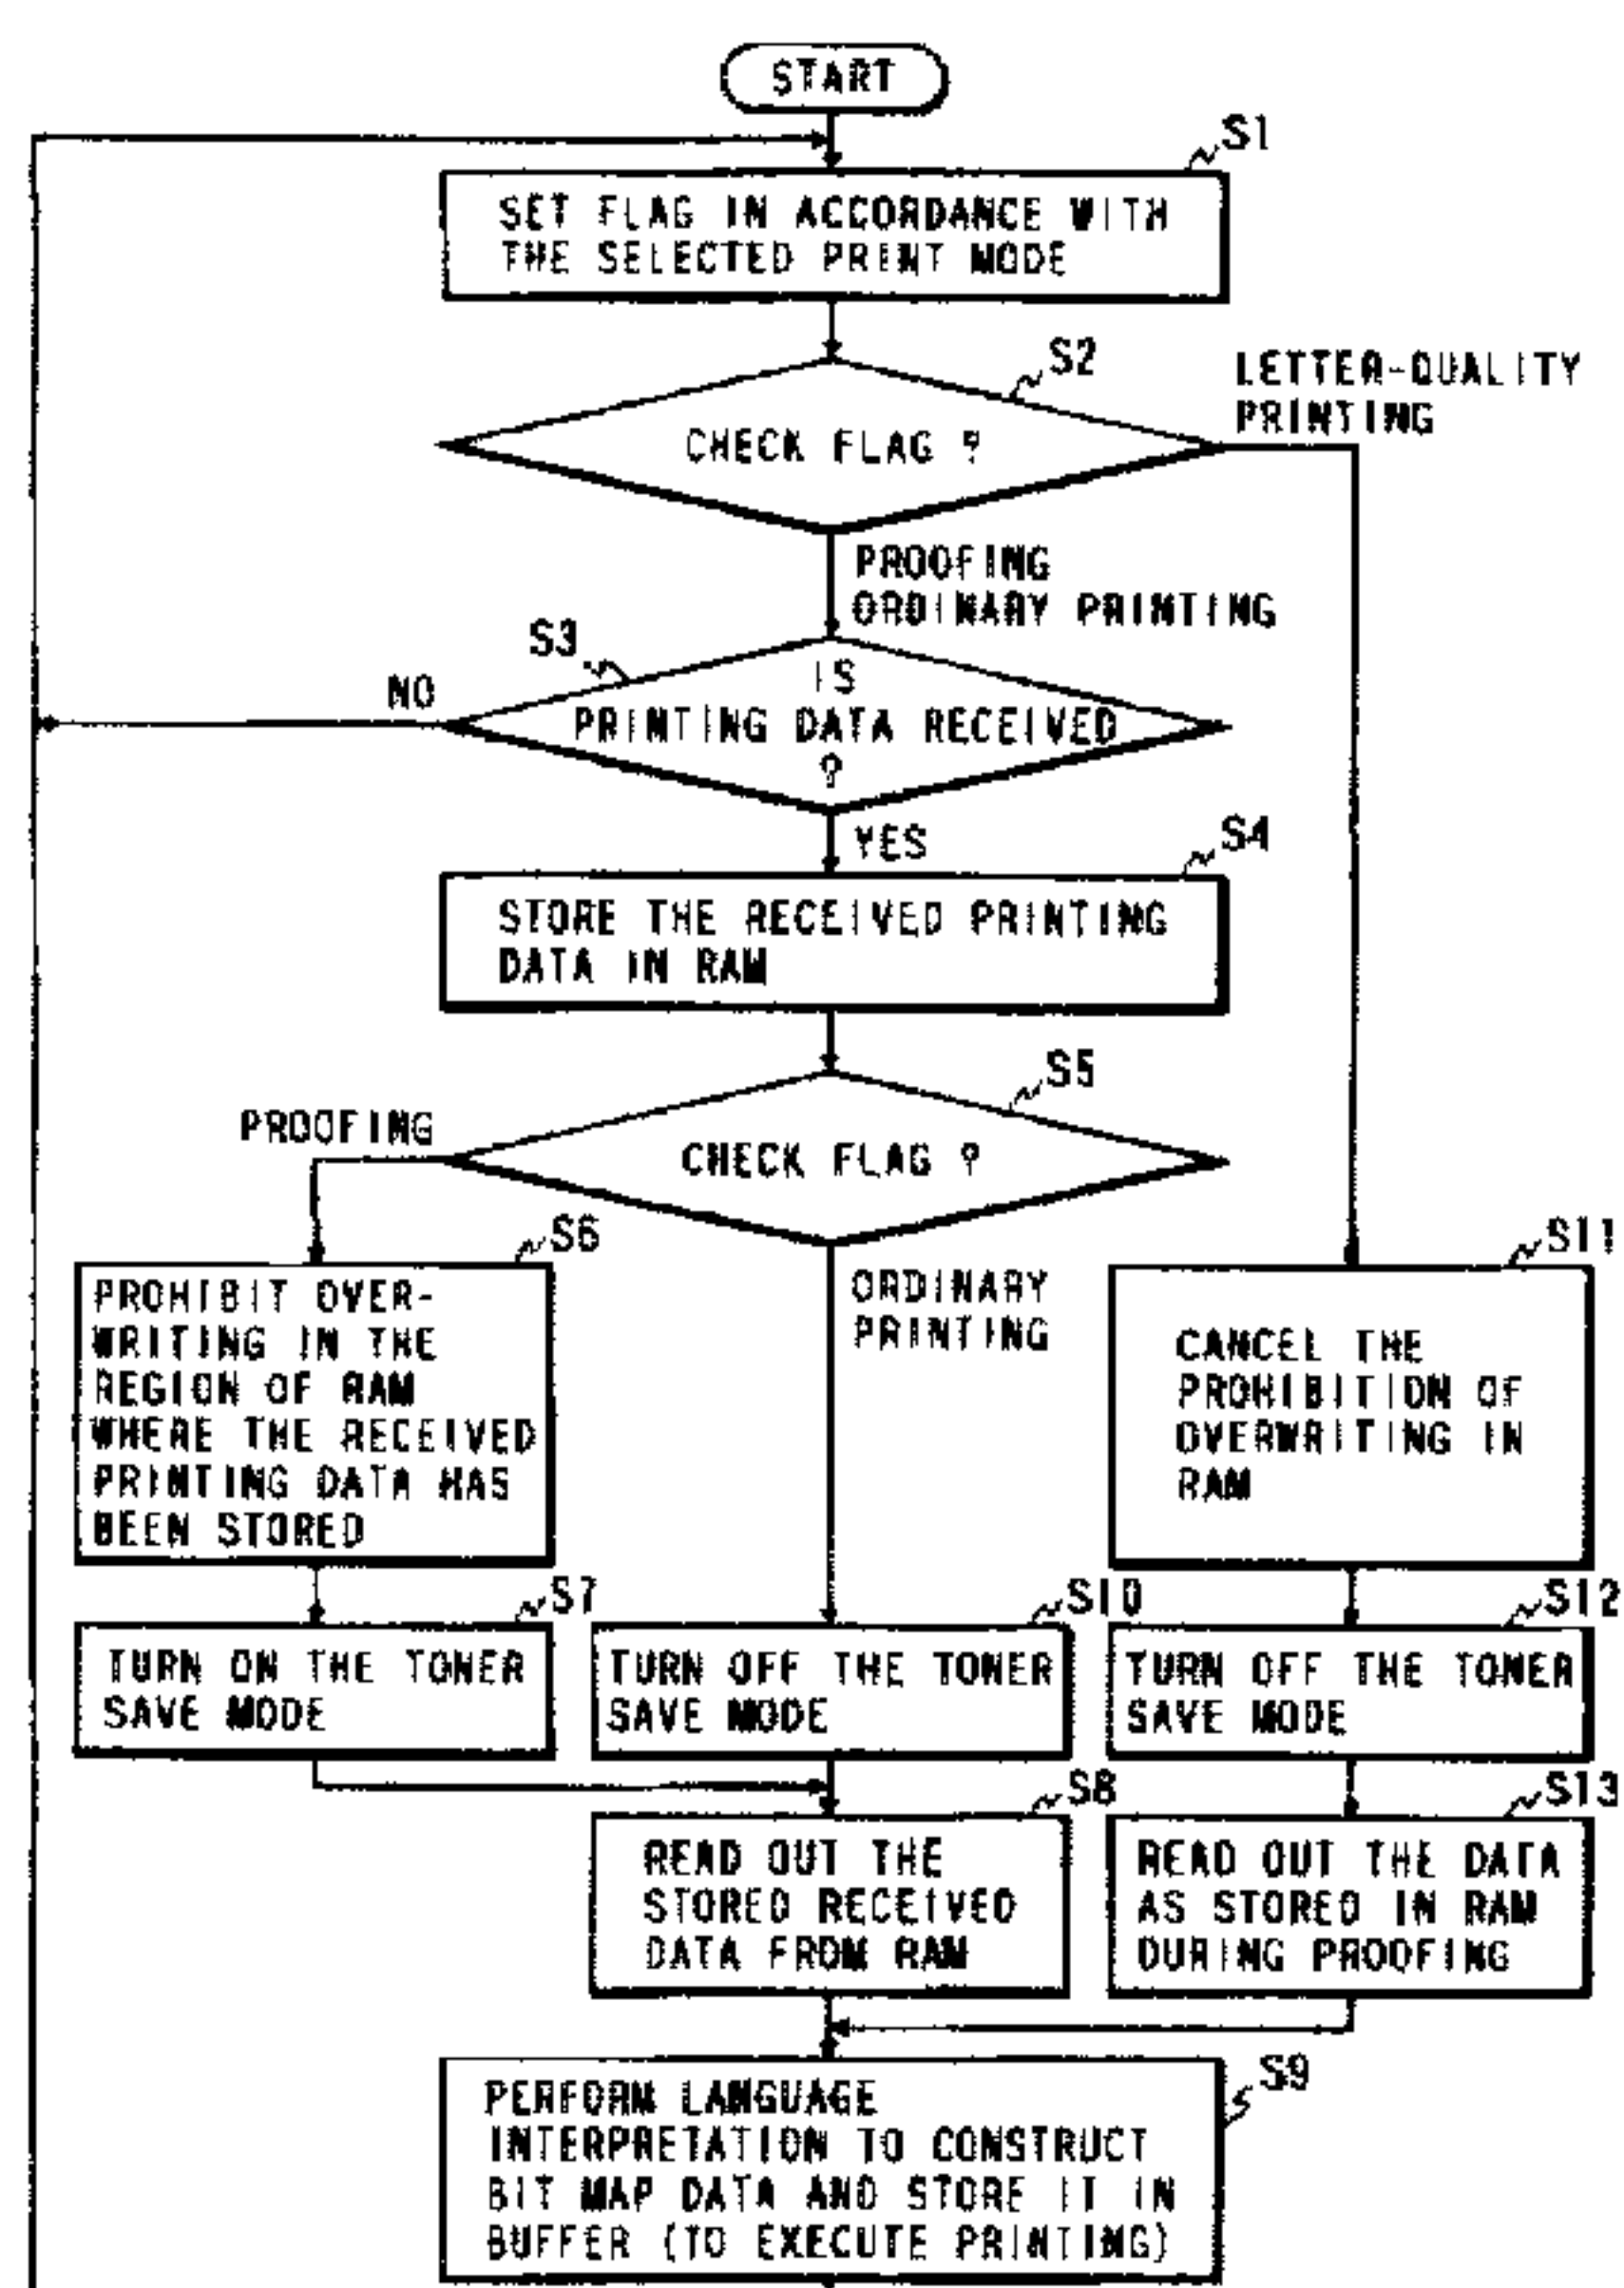 START
S1
SET FLAG IN ACCORDANCE WITH
THE SELECTED PRINT MODE
S2
CHECK FLAG ?
LETTER-QUALITY
PRINTING
PROOFING
ORDINARY PRINTING
S3
NO
IS
PRINTING DATA RECEIVED
?
YES
S4
STORE THE RECEIVED PRINTING
DATA IN RAM
S5
PROOFING
CHECK FLAG ?
S6
PROHIBIT OVER-
WRITING IN THE
REGION OF RAM
WHERE THE RECEIVED
PRINTING DATA HAS
BEEN STORED
ORDINARY
PRINTING
S11
CANCEL THE
PROHIBITION OF
OVERWRITING IN
RAM
S7
TURN ON THE TONER
SAVE MODE
S10
TURN OFF THE TONER
SAVE MODE
S12
TURN OFF THE TONER
SAVE MODE
S8
READ OUT THE
STORED RECEIVED
DATA FROM RAM
S13
READ OUT THE DATA
AS STORED IN RAM
DURING PROOFING
S9
PERFORM LANGUAGE
INTERPRETATION TO CONSTRUCT
BIT MAP DATA AND STORE IT IN
BUFFER (TO EXECUTE PRINTING)